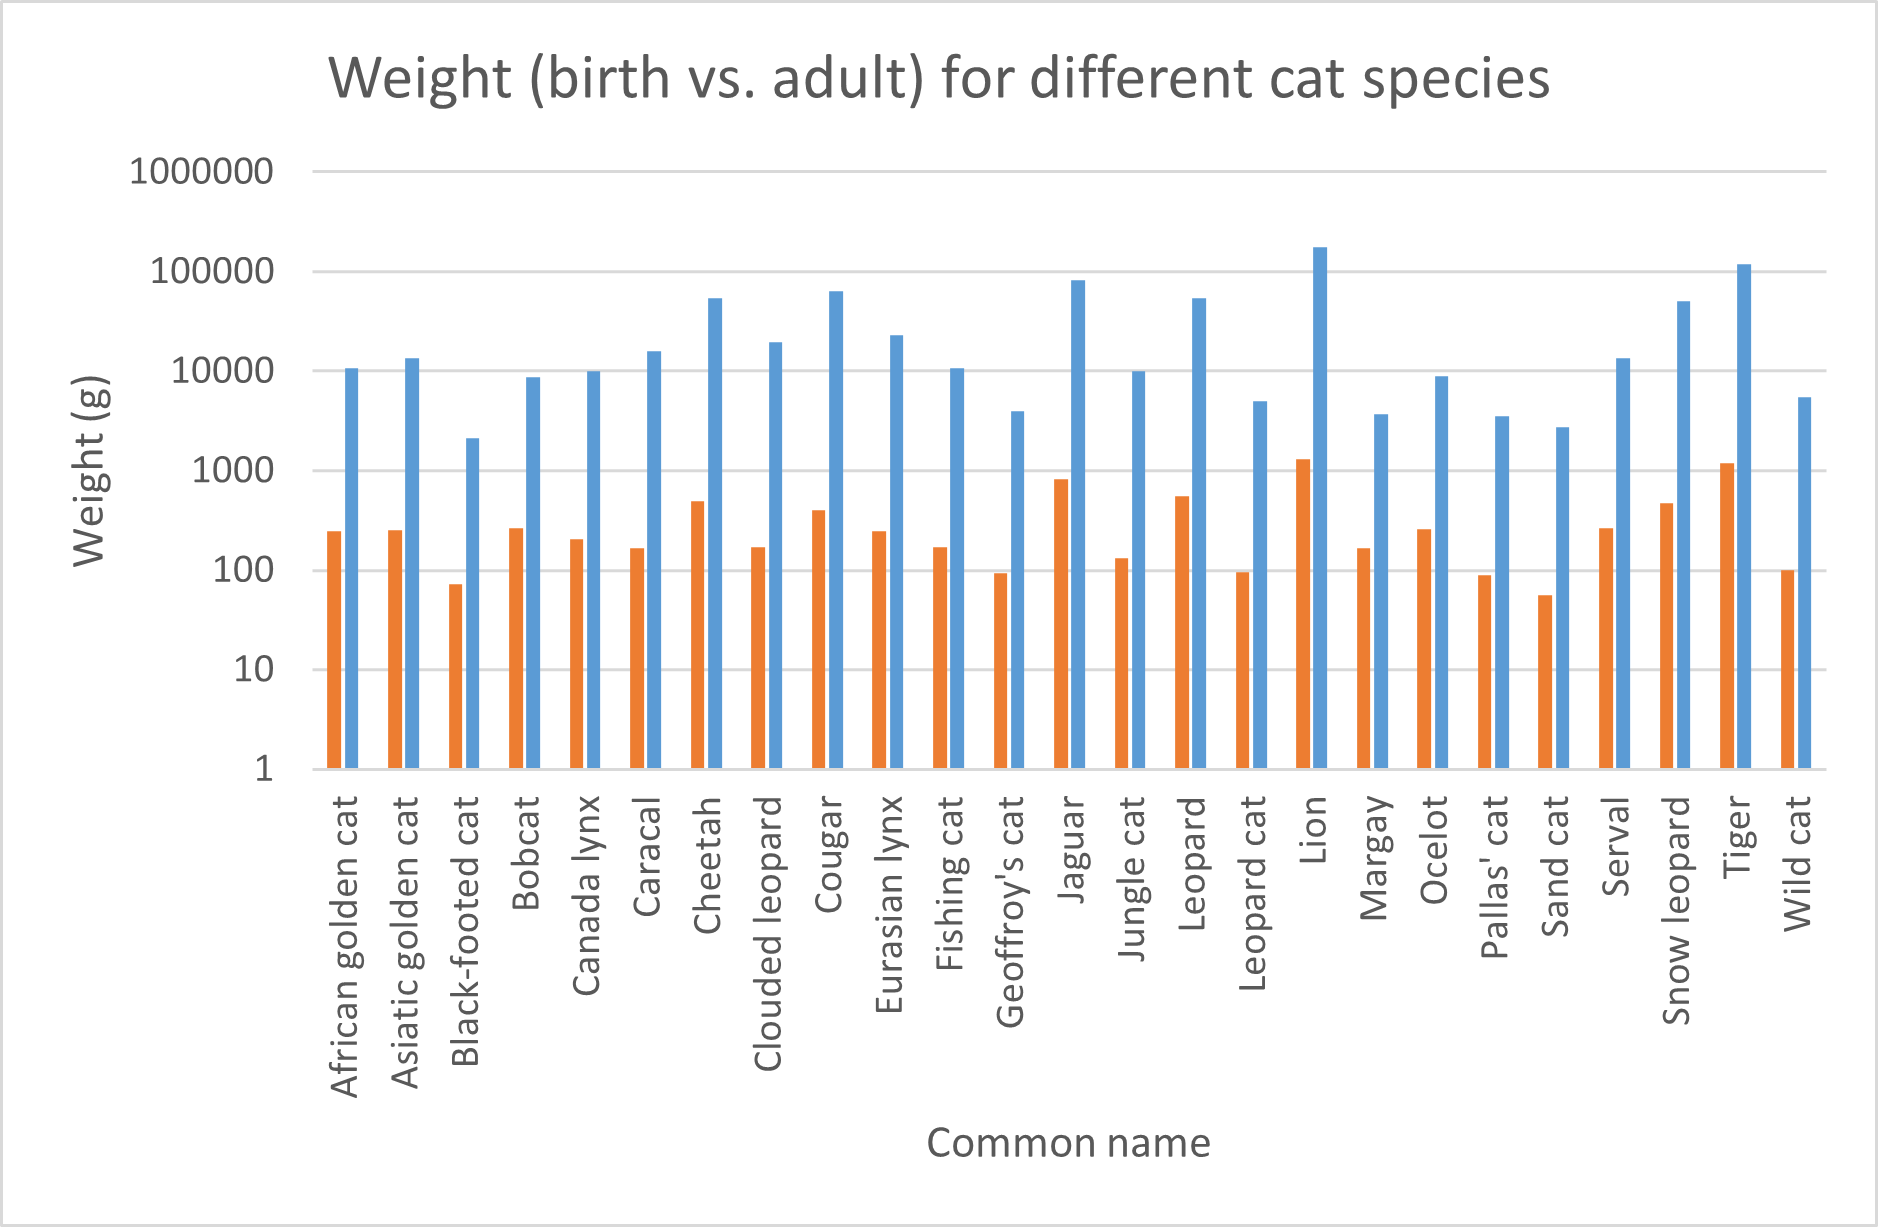 Weight (birth vs. adult) for different cat species
1000000
100000
10000
1000
100
10
1
Weight (g)
African golden cat
Asiatic golden cat
Black-footed cat
Bobcat
Canada lynx
Caracal
Cheetah
Clouded leopard
Cougar
Eurasian lynx
Fishing cat
Geoffroy's cat
Jaguar
Jungle cat
Leopard
Leopard cat
Lion
Margay
Ocelot
Pallas' cat
Sand cat
Serval
Snow leopard
Tiger
Wild cat
Common name